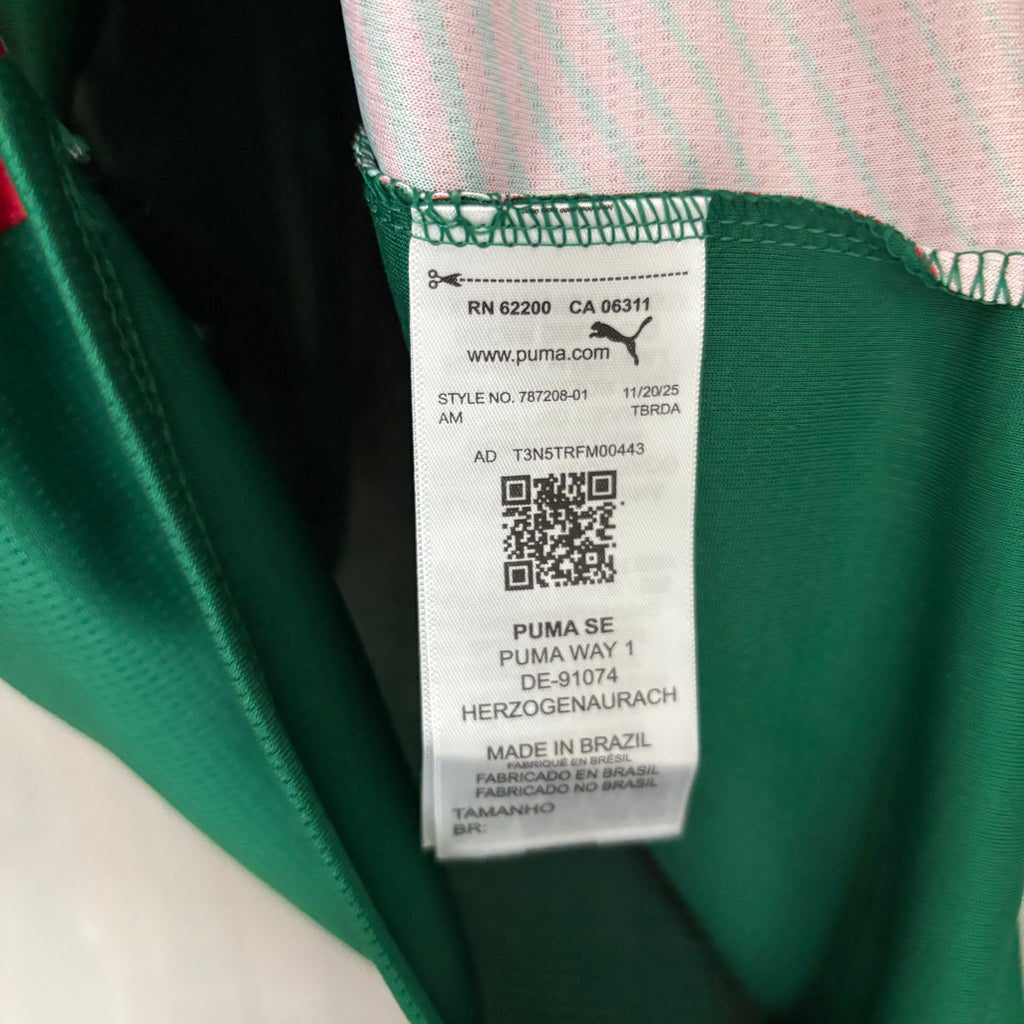 RN 62200 CA 06311
www.puma.com
STYLE NO. 787208-01 11/20/25
AM TBRDA
AD T3N5TRFM00443
PUMA SE
PUMA WAY 1
DE-91074
HERZOGENAURACH
MADE IN BRAZIL
FABRIQUÉ EN BRÉSIL
FABRICADO EN BRASIL
FABRICADO NO BRASIL
TAMANHO
BR: